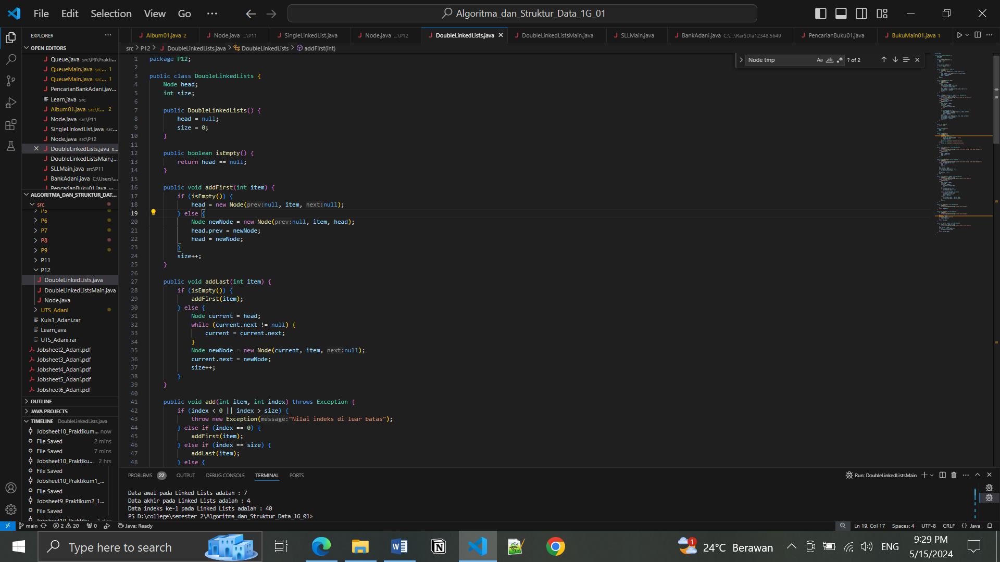 File Edit Selection View Go ···
Algoritma_dan_Struktur_Data_1G_01
EXPLORER ···
OPEN EDITORS
Queue.java src\P9\Prakti...
QueueMain.java src... 1
QueueMain.java src... 1
PencarianBankAdani.jav...
Learn.java src
Album01.java src\K... 2
Node.java src\P11
SingleLinkedList.java src...
Node.java src\P12
DoubleLinkedLists.java s...
DoubleLinkedListsMain.j...
SLLMain.java src\P11
BankAdani.java C:\Users\...
PencarianBuku01.java sr...
ALGORITMA_DAN_STRUKTUR_DAT...
src
P5
P6
P7
P8
P9
P11
P12
DoubleLinkedLists.java
DoubleLinkedListsMain.java
Node.java
UTS_Adani
Kuis1_Adani.rar
Learn.java
UTS_Adani.rar
Jobsheet2_Adani.pdf
Jobsheet3_Adani.pdf
Jobsheet4_Adani.pdf
Jobsheet5_Adani.pdf
Jobsheet6_Adani.pdf
OUTLINE
JAVA PROJECTS
TIMELINE DoubleLinkedLists.java
Jobsheet10_Praktikum... now
File Saved 2 mins
File Saved 7 mins
Jobsheet10_Praktiku... 2 hrs
File Saved
Jobsheet10_Praktikum1_...
File Saved
Jobsheet9_Praktikum2_1...
File Saved
Jobsheet10_Praktiku... 1 day
Album01.java 2 Node.java ...\P11 SingleLinkedList.java Node.java ...\P12 DoubleLinkedLists.java DoubleLinkedListsMain.java SLLMain.java BankAdani.java C:\...\Rar$DIa12348.5649 PencarianBuku01.java BukuMain01.java 1
src > P12 > DoubleLinkedLists.java > DoubleLinkedLists > addFirst(int)
Node tmp Aa ab .* ? of 2
1 package P12;
2
3 public class DoubleLinkedLists {
4 Node head;
5 int size;
6
7 public DoubleLinkedLists() {
8 head = null;
9 size = 0;
10 }
11
12 public boolean isEmpty() {
13 return head == null;
14 }
15
16 public void addFirst(int item) {
17 if (isEmpty()) {
18 head = new Node(prev:null, item, next:null);
19 } else {
20 Node newNode = new Node(prev:null, item, head);
21 head.prev = newNode;
22 head = newNode;
23 }
24 size++;
25 }
26
27 public void addLast(int item) {
28 if (isEmpty()) {
29 addFirst(item);
30 } else {
31 Node current = head;
32 while (current.next != null) {
33 current = current.next;
34 }
35 Node newNode = new Node(current, item, next:null);
36 current.next = newNode;
37 size++;
38 }
39 }
40
41 public void add(int item, int index) throws Exception {
42 if (index < 0 || index > size) {
43 throw new Exception(message:"Nilai indeks di luar batas");
44 } else if (index == 0) {
45 addFirst(item);
46 } else if (index == size) {
47 addLast(item);
48 } else {
PROBLEMS 22 OUTPUT DEBUG CONSOLE TERMINAL PORTS
Run: DoubleLinkedListsMain
Data awal pada Linked Lists adalah : 7
Data akhir pada Linked Lists adalah : 4
Data indeks ke-1 pada Linked Lists adalah : 40
PS D:\college\semester 2\Algoritma_dan_Struktur_Data_1G_01>
main 2 20 0 Java: Ready
Ln 19, Col 17 Spaces: 4 UTF-8 CRLF {} Java
Type here to search
1 24°C Berawan ENG
9:29 PM
5/15/2024